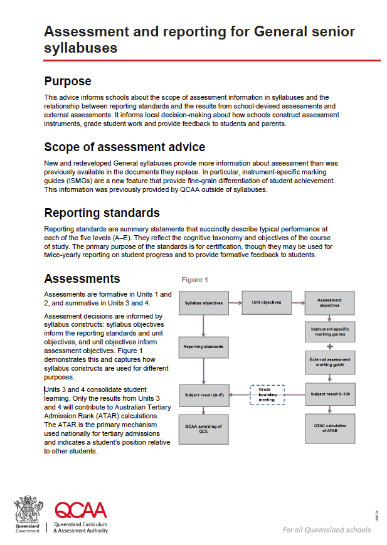 Assessment and reporting for General senior
syllabuses
Purpose
This advice informs schools about the scope of assessment information in syllabuses and the
relationship between reporting standards and the results from school-devised assessments and
external assessments. It informs local decision-making about how schools construct assessment
instruments, grade student work and provide feedback to students and parents.
Scope of assessment advice
New and redeveloped General syllabuses provide more information about assessment than was
previously available in the documents they replace. In particular, instrument-specific marking
guides (ISMGs) are a new feature that provide fine-grain differentiation of student achievement.
This information was previously provided by QCAA outside of syllabuses.
Reporting standards
Reporting standards are summary statements that succinctly describe typical performance at
each of the five levels (A–E). They reflect the cognitive taxonomy and objectives of the course
of study. The primary purpose of the standards is for certification, though they may be used for
twice-yearly reporting on student progress and to provide formative feedback to students.
Assessments
Assessments are formative in Units 1 and
2, and summative in Units 3 and 4.
Assessment decisions are informed by
syllabus constructs: syllabus objectives
inform the reporting standards and unit
objectives, and unit objectives inform
assessment objectives. Figure 1
demonstrates this and captures how
syllabus constructs are used for different
purposes.
Units 3 and 4 consolidate student
learning. Only the results from Units 3
and 4 will contribute to Australian Tertiary
Admission Rank (ATAR) calculations.
The ATAR is the primary mechanism
used nationally for tertiary admissions
and indicates a student's position relative
to other students.
Figure 1
Syllabus objectives
Unit objectives
Assessment
objectives
Instrument-specific
marking guides
Reporting standards
+
External assessment
marking guide
Subject result (A–E)
Grade
boundary
meeting
Subject result 0–100
QCAA awarding of
QCE
QTAC calculation
of ATAR
Queensland
Government
QCAA
Queensland Curriculum
& Assessment Authority
For all Queensland schools